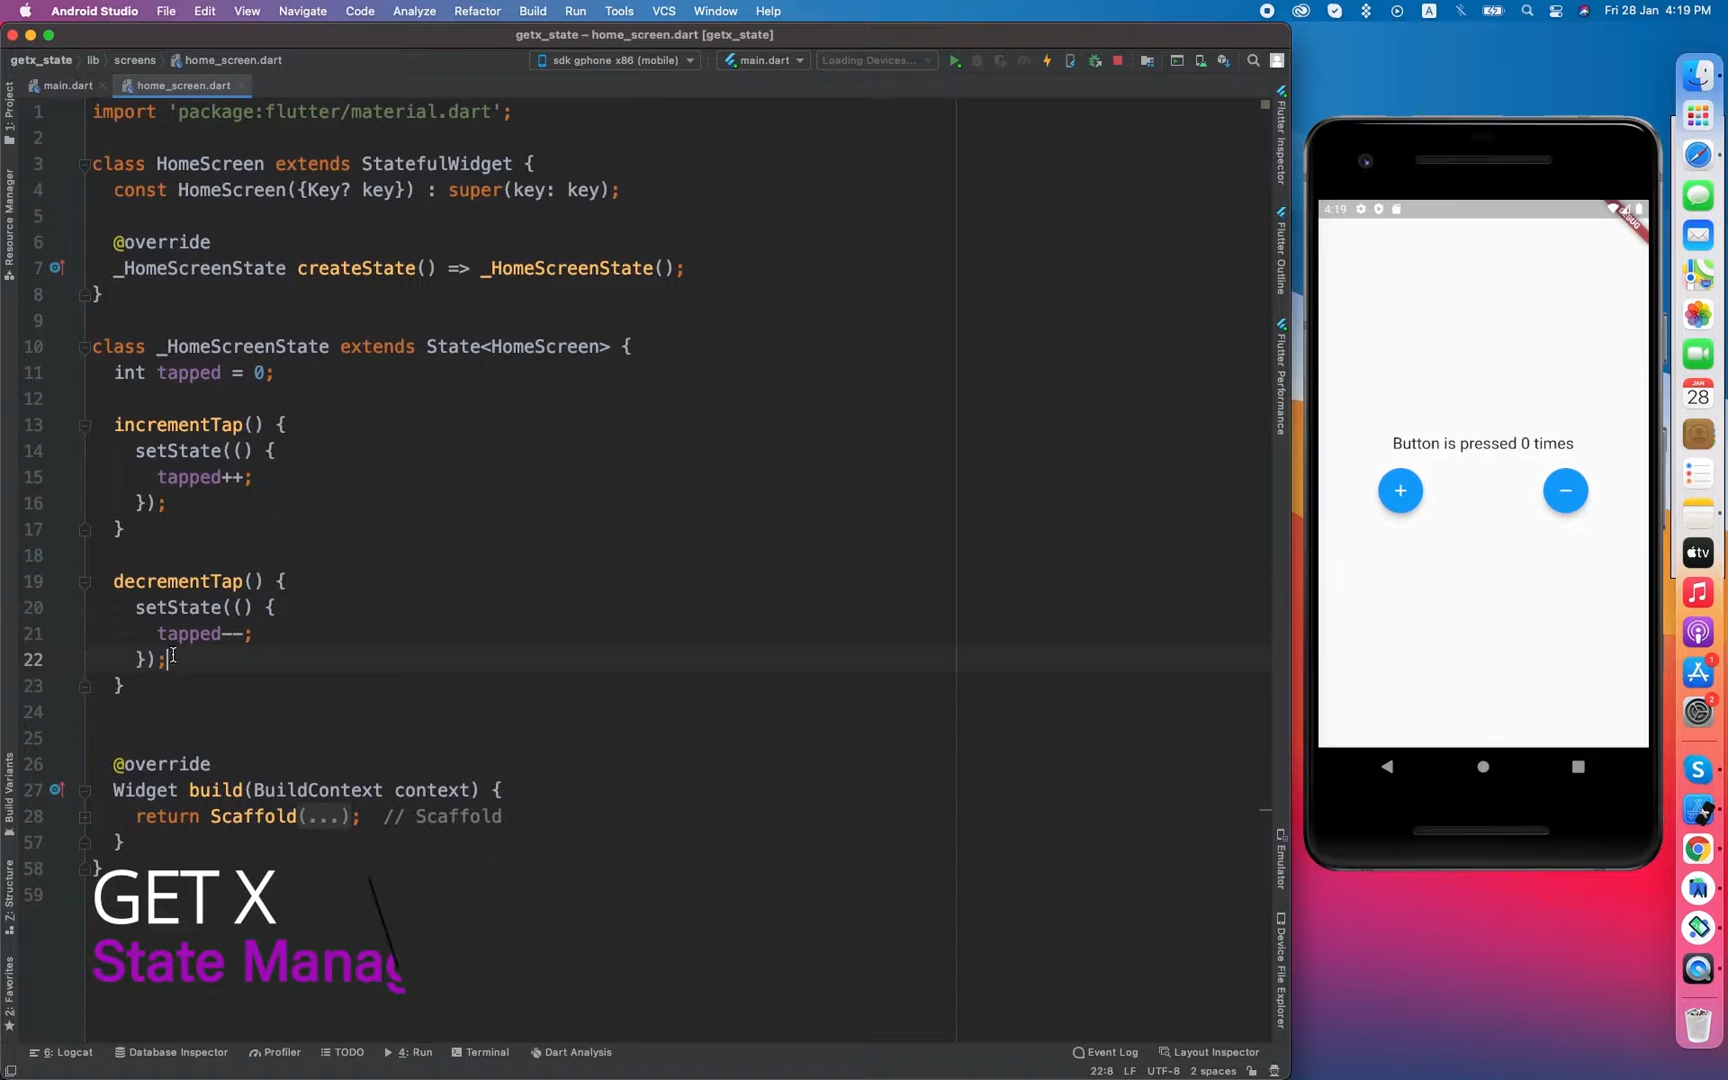 Android Studio File Edit View Navigate Code Analyze Refactor Build Run Tools VCS Window Help
A
Fri 28 Jan 4:19 PM
getx_state – home_screen.dart [getx_state]
getx_state lib screens home_screen.dart
sdk gphone x86 (mobile) main.dart Loading Devices...
main.dart home_screen.dart
1 import 'package:flutter/material.dart';
2
3 class HomeScreen extends StatefulWidget {
4 const HomeScreen({Key? key}) : super(key: key);
5
6 @override
7 _HomeScreenState createState() => _HomeScreenState();
8 }
9
10 class _HomeScreenState extends State<HomeScreen> {
11 int tapped = 0;
12
13 incrementTap() {
14 setState(() {
15 tapped++;
16 });
17 }
18
19 decrementTap() {
20 setState(() {
21 tapped--;
22 });
23 }
24
25
26 @override
27 Widget build(BuildContext context) {
28 return Scaffold(...); // Scaffold
57 }
58 }
59
GET X
State Manag
1: Project
Resource Manager
Build Variants
Z: Structure
2: Favorites
Flutter Inspector
Flutter Outline
Flutter Performance
Emulator
Device File Explorer
6: Logcat Database Inspector Profiler TODO 4: Run Terminal Dart Analysis
Event Log Layout Inspector
22:8 LF UTF-8 2 spaces
4:19
DEBUG
Button is pressed 0 times
+ −
JAN
28
tv
1
2